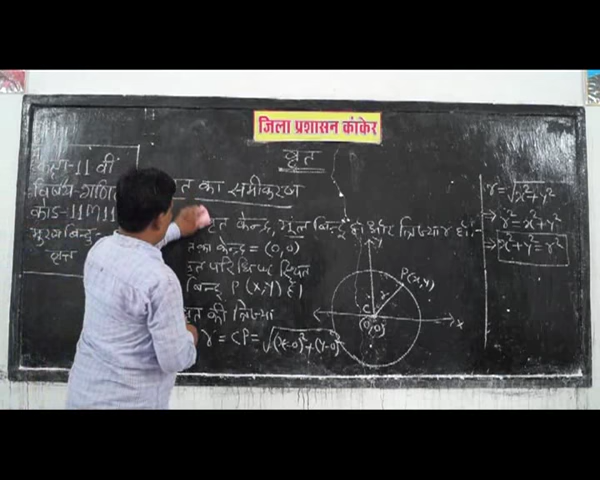 जिला प्रशासन कांकेर
वृत
11 वी
विषय-गणित
कोड-11M11
मुख्य बिन्दु-
वृत्त
त का समीकरण
केन्द्र, मूल बिन्दु हो और त्रिज्या r हो:-
का केन्द्र = (0,0)
परिधि पर स्थित
बिन्दु P(x,y) है।
की त्रिज्या
r = CP = √(x-0)²+(y-0)²
Y
P(x,y)
r
C
(0,0)
x
r = √x²+y²
⇒ r² = x²+y²
⇒ x²+y² = r²